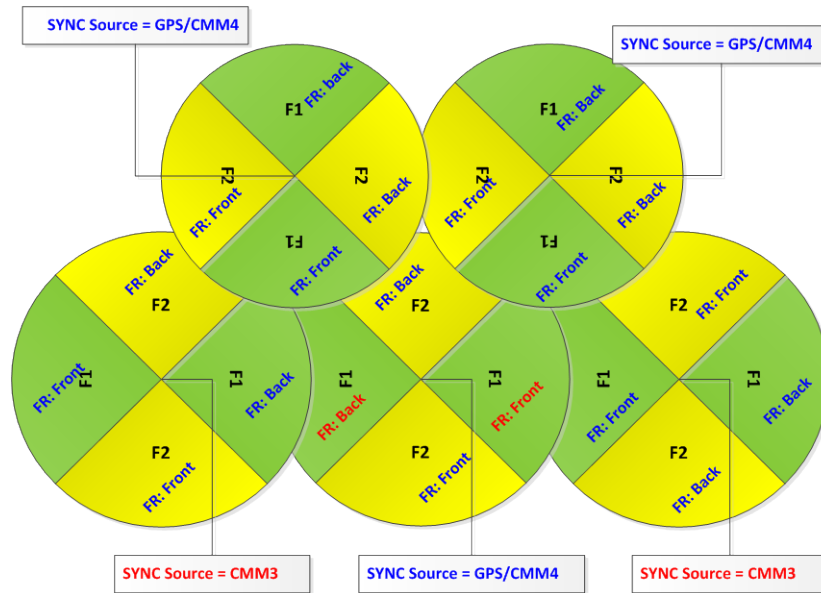 SYNC Source = GPS/CMM4
SYNC Source = GPS/CMM4
F1
FR: back
F2
FR: Front
F2
FR: Back
F1
FR: Front
F1
FR: Back
F2
FR: Front
F2
FR: Back
F1
FR: Front
FR: Back
F2
F1
FR: Front
F1
FR: Back
F2
FR: Front
FR: Back
F2
F1
FR: Back
F1
FR: Front
F2
FR: Front
F2
FR: Front
F1
FR: Front
F1
FR: Back
F2
FR: Back
SYNC Source = CMM3
SYNC Source = GPS/CMM4
SYNC Source = CMM3